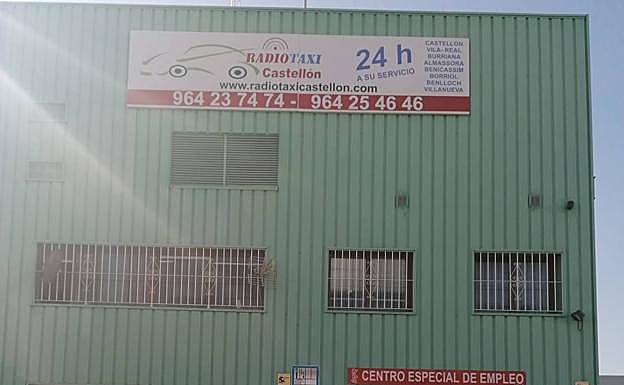 RADIOTAXI
Castellón
www.radiotaxicastellon.com
24 h
A SU SERVICIO
CASTELLON
VILA-REAL
BURRIANA
ALMASSORA
BENICASSIM
BORRIOL
BENLLOCH
VILLANUEVA
964 23 74 74 - 964 25 46 46
CENTRO ESPECIAL DE EMPLEO